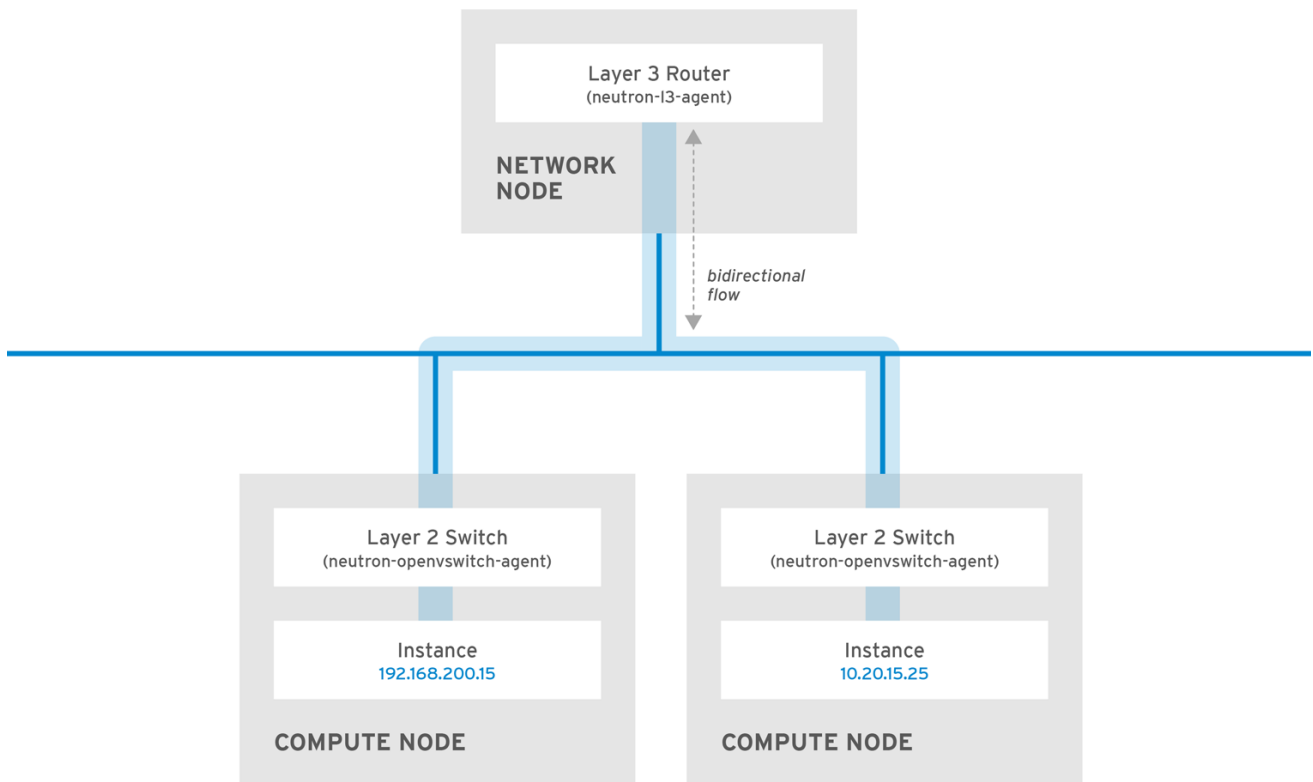 Layer 3 Router
(neutron-l3-agent)
NETWORK
NODE
bidirectional
flow
Layer 2 Switch
(neutron-openvswitch-agent)
Instance
192.168.200.15
COMPUTE NODE
Layer 2 Switch
(neutron-openvswitch-agent)
Instance
10.20.15.25
COMPUTE NODE